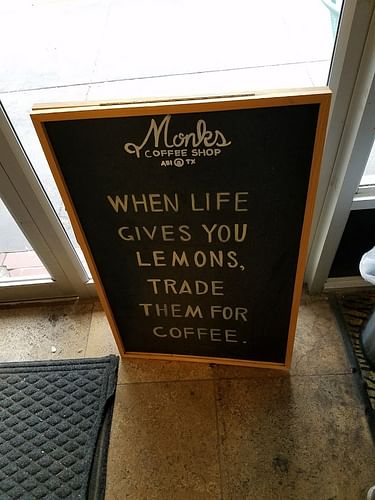 Monks
COFFEE SHOP
ABI TX
WHEN LIFE
GIVES YOU
LEMONS,
TRADE
THEM FOR
COFFEE.